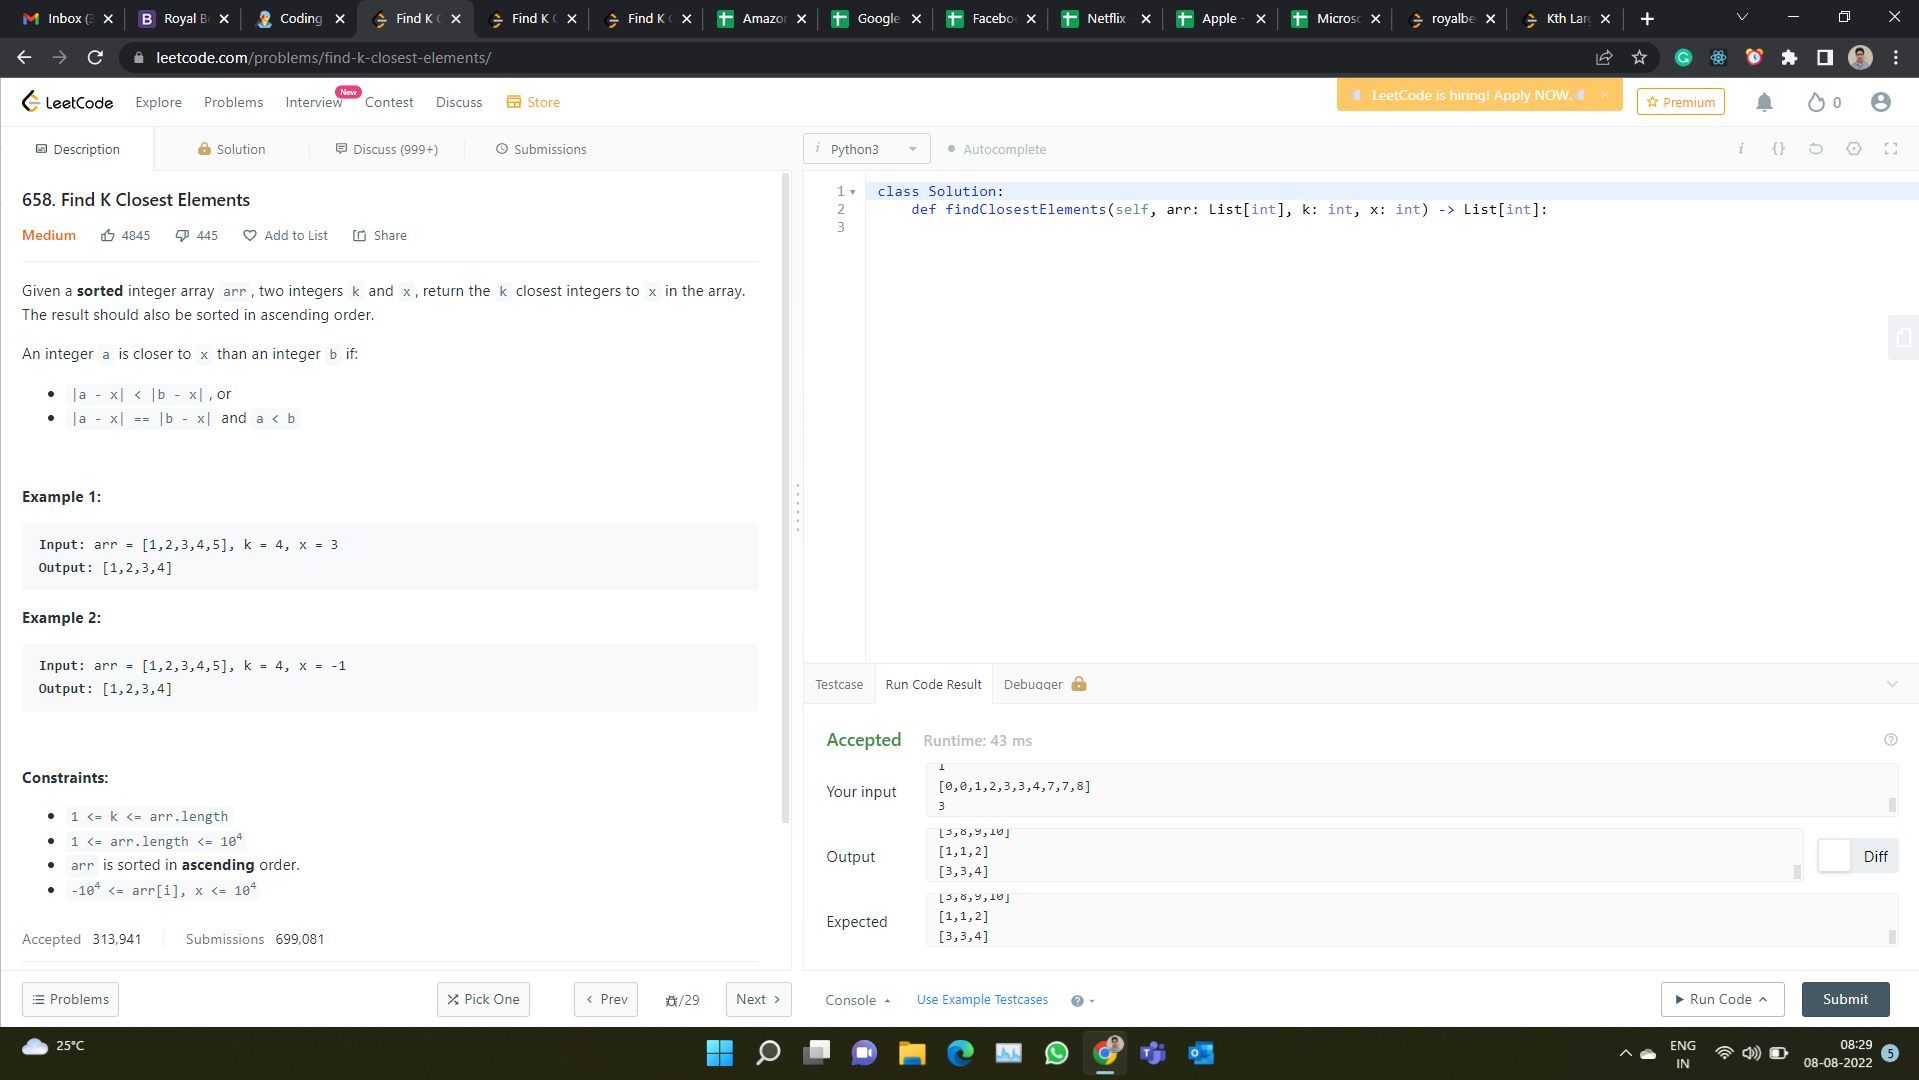 Inbox (3
Royal B
Coding
Find K C
Find K C
Find K C
Amazon
Google
Facebo
Netflix
Apple -
Microso
royalbe
Kth Larg
leetcode.com/problems/find-k-closest-elements/
LeetCode
Explore
Problems
Interview
New
Contest
Discuss
Store
LeetCode is hiring! Apply NOW.
Premium
0
Description
Solution
Discuss (999+)
Submissions
Python3
Autocomplete
658. Find K Closest Elements
Medium
4845
445
Add to List
Share
Given a sorted integer array arr, two integers k and x, return the k closest integers to x in the array.
The result should also be sorted in ascending order.
An integer a is closer to x than an integer b if:
|a - x| < |b - x|, or
|a - x| == |b - x| and a < b
Example 1:
Input: arr = [1,2,3,4,5], k = 4, x = 3
Output: [1,2,3,4]
Example 2:
Input: arr = [1,2,3,4,5], k = 4, x = -1
Output: [1,2,3,4]
Constraints:
1 <= k <= arr.length
1 <= arr.length <= 10⁴
arr is sorted in ascending order.
-10⁴ <= arr[i], x <= 10⁴
Accepted 313,941
Submissions 699,081
Problems
Pick One
Prev
/29
Next
1 class Solution:
2     def findClosestElements(self, arr: List[int], k: int, x: int) -> List[int]:
3
Testcase
Run Code Result
Debugger
Accepted
Runtime: 43 ms
Your input
1
[0,0,1,2,3,3,4,7,7,8]
3
Output
[3,8,9,10]
[1,1,2]
[3,3,4]
Diff
Expected
[3,8,9,10]
[1,1,2]
[3,3,4]
Console
Use Example Testcases
Run Code
Submit
25°C
ENG
IN
08:29
08-08-2022
5